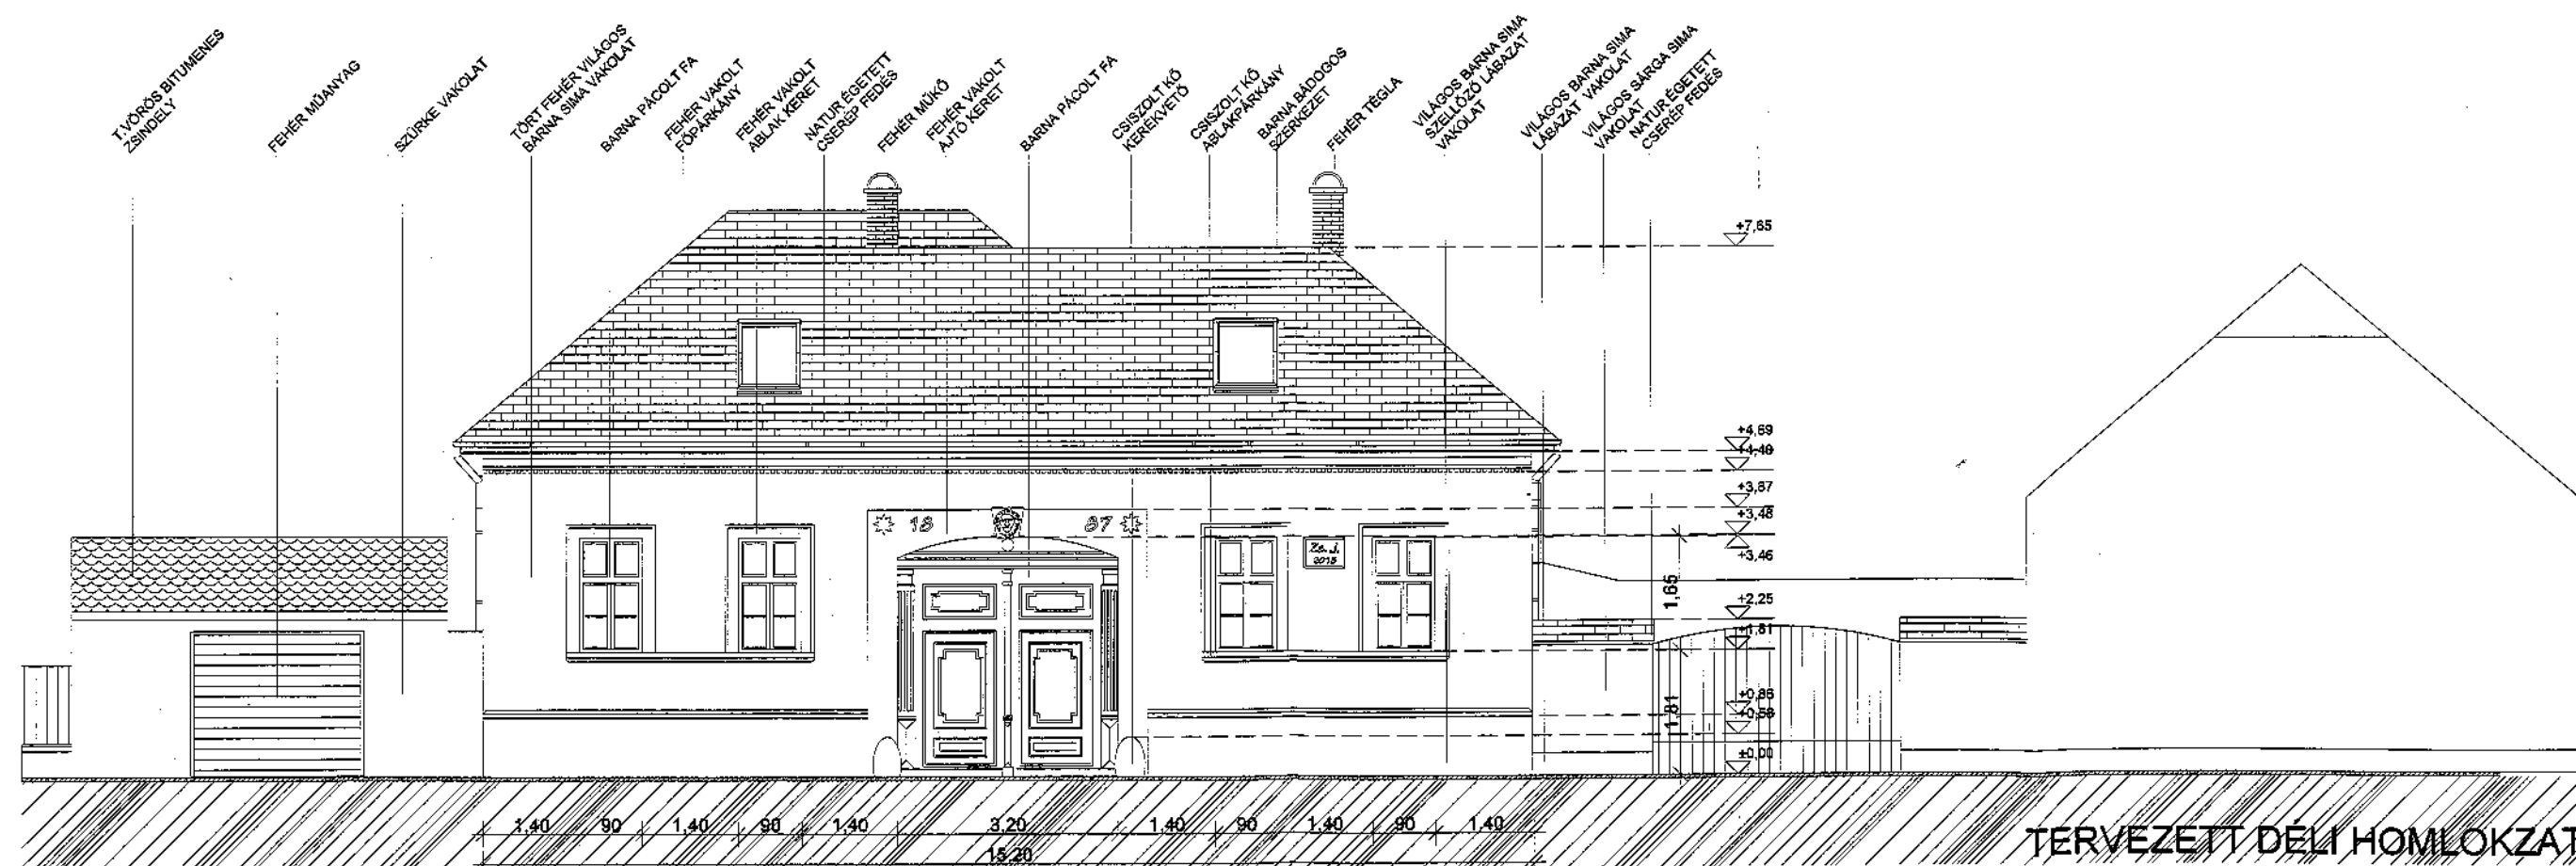 T.VÖRÖS BITUMENES
ZSINDELY
FEHÉR MŰANYAG
SZÜRKE VAKOLAT
TÖRT FEHÉR VILÁGOS
BARNA SIMA VAKOLAT
BARNA PÁCOLT FA
FEHÉR VAKOLT
FŐPÁRKÁNY
FEHÉR VAKOLT
ABLAK KERET
NATUR ÉGETETT
CSERÉP FEDÉS
FEHÉR MŰKŐ
FEHÉR VAKOLT
AJTÓ KERET
BARNA PÁCOLT FA
CSISZOLT KŐ
KERÉKVETŐ
CSISZOLT KŐ
ABLAKPÁRKÁNY
BARNA BÁDOGOS
SZERKEZET
FEHÉR TÉGLA
VILÁGOS BARNA SIMA
SZELLŐZŐ LÁBAZAT
VAKOLAT
VILÁGOS BARNA SIMA
LÁBAZAT VAKOLAT
VILÁGOS SÁRGA SIMA
VAKOLAT
NATUR ÉGETETT
CSERÉP FEDÉS
+7,65
+4,69
+4,40
+3,87
+3,48
+3,46
18 87
2015
1,65
+2,25
+1,81
+0,86
+0,58
1,81
±0,00
1,40 90 1,40 90 1,40 3,20 1,40 90 1,40 90 1,40
15,20
TERVEZETT DÉLI HOMLOKZAT